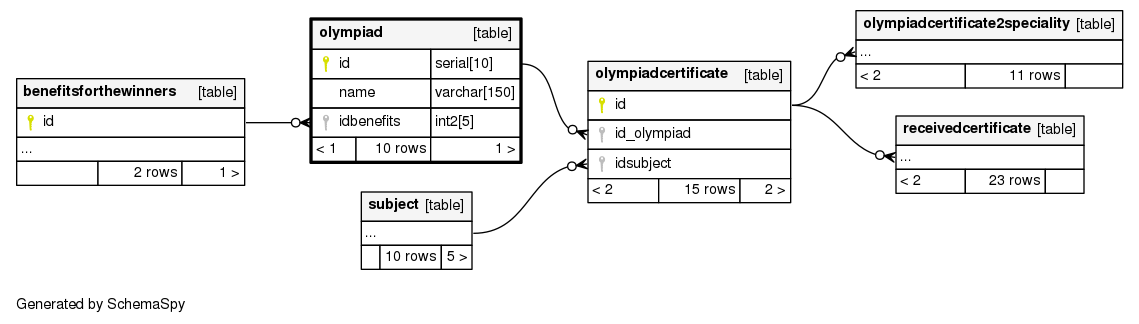 benefitsforthewinners [table]
id
...
2 rows 1 >
olympiad [table]
id serial[10]
name varchar[150]
idbenefits int2[5]
< 1 10 rows 1 >
subject [table]
...
10 rows 5 >
olympiadcertificate [table]
id
id_olympiad
idsubject
< 2 15 rows 2 >
olympiadcertificate2speciality [table]
...
< 2 11 rows
receivedcertificate [table]
...
< 2 23 rows
Generated by SchemaSpy